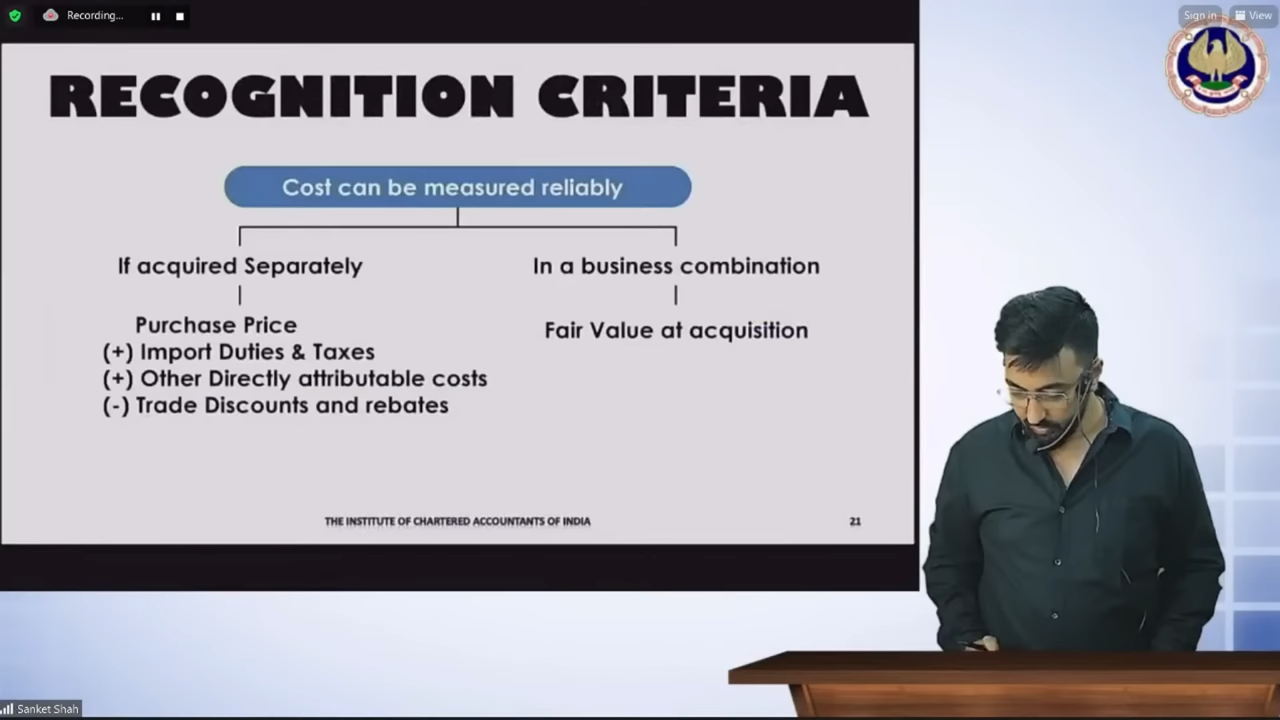 Recording...
Sign in
View
RECOGNITION CRITERIA
Cost can be measured reliably
If acquired Separately
In a business combination
Purchase Price
Fair Value at acquisition
(+) Import Duties & Taxes
(+) Other Directly attributable costs
(-) Trade Discounts and rebates
THE INSTITUTE OF CHARTERED ACCOUNTANTS OF INDIA
21
Sanket Shah